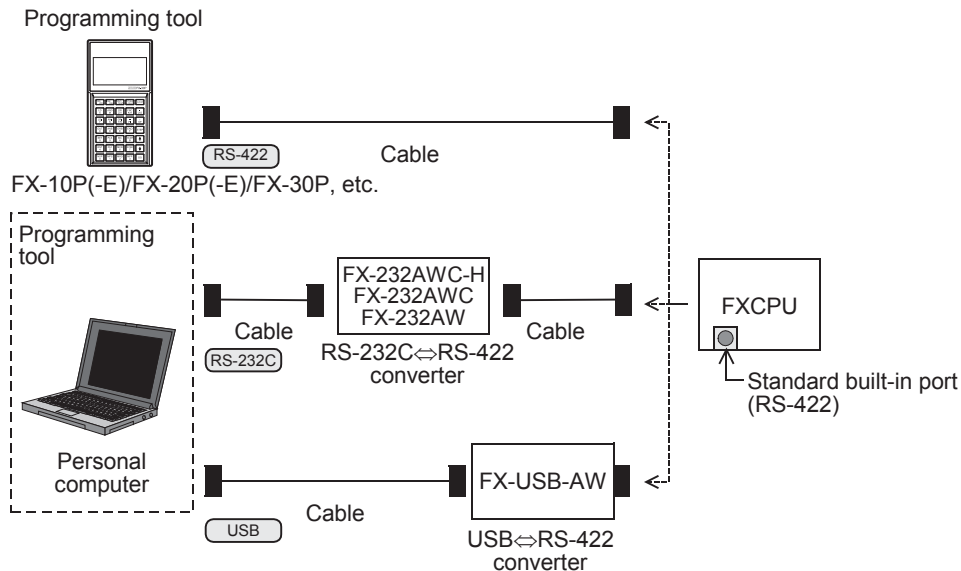 Programming tool
RS-422
Cable
FX-10P(-E)/FX-20P(-E)/FX-30P, etc.
Programming
tool
Personal
computer
Cable
RS-232C
FX-232AWC-H
FX-232AWC
FX-232AW
RS-232C⇔RS-422
converter
Cable
FXCPU
Standard built-in port
(RS-422)
USB
Cable
FX-USB-AW
USB⇔RS-422
converter